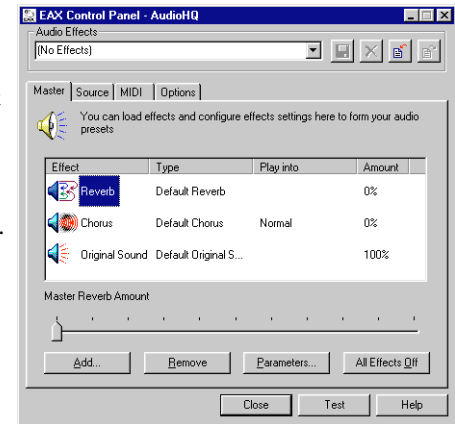 EAX Control Panel - AudioHQ
Audio Effects
(No Effects)
Master Source MIDI Options
You can load effects and configure effects settings here to form your audio
presets
Effect Type Play into Amount
Reverb Default Reverb 0%
Chorus Default Chorus Normal 0%
Original Sound Default Original S... 100%
Master Reverb Amount
Add... Remove Parameters... All Effects Off
Close Test Help